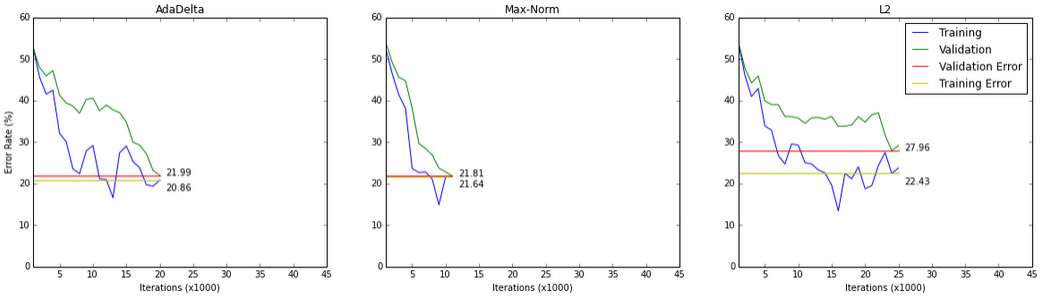 AdaDelta
Max-Norm
L2
Error Rate (%)
60
50
40
30
20
10
0
21.99
20.86
5 10 15 20 25 30 35 40 45
Iterations (x1000)
60
50
40
30
20
10
0
21.81
21.64
5 10 15 20 25 30 35 40 45
Iterations (x1000)
60
50
40
30
20
10
0
Training
Validation
Validation Error
Training Error
27.96
22.43
5 10 15 20 25 30 35 40 45
Iterations (x1000)